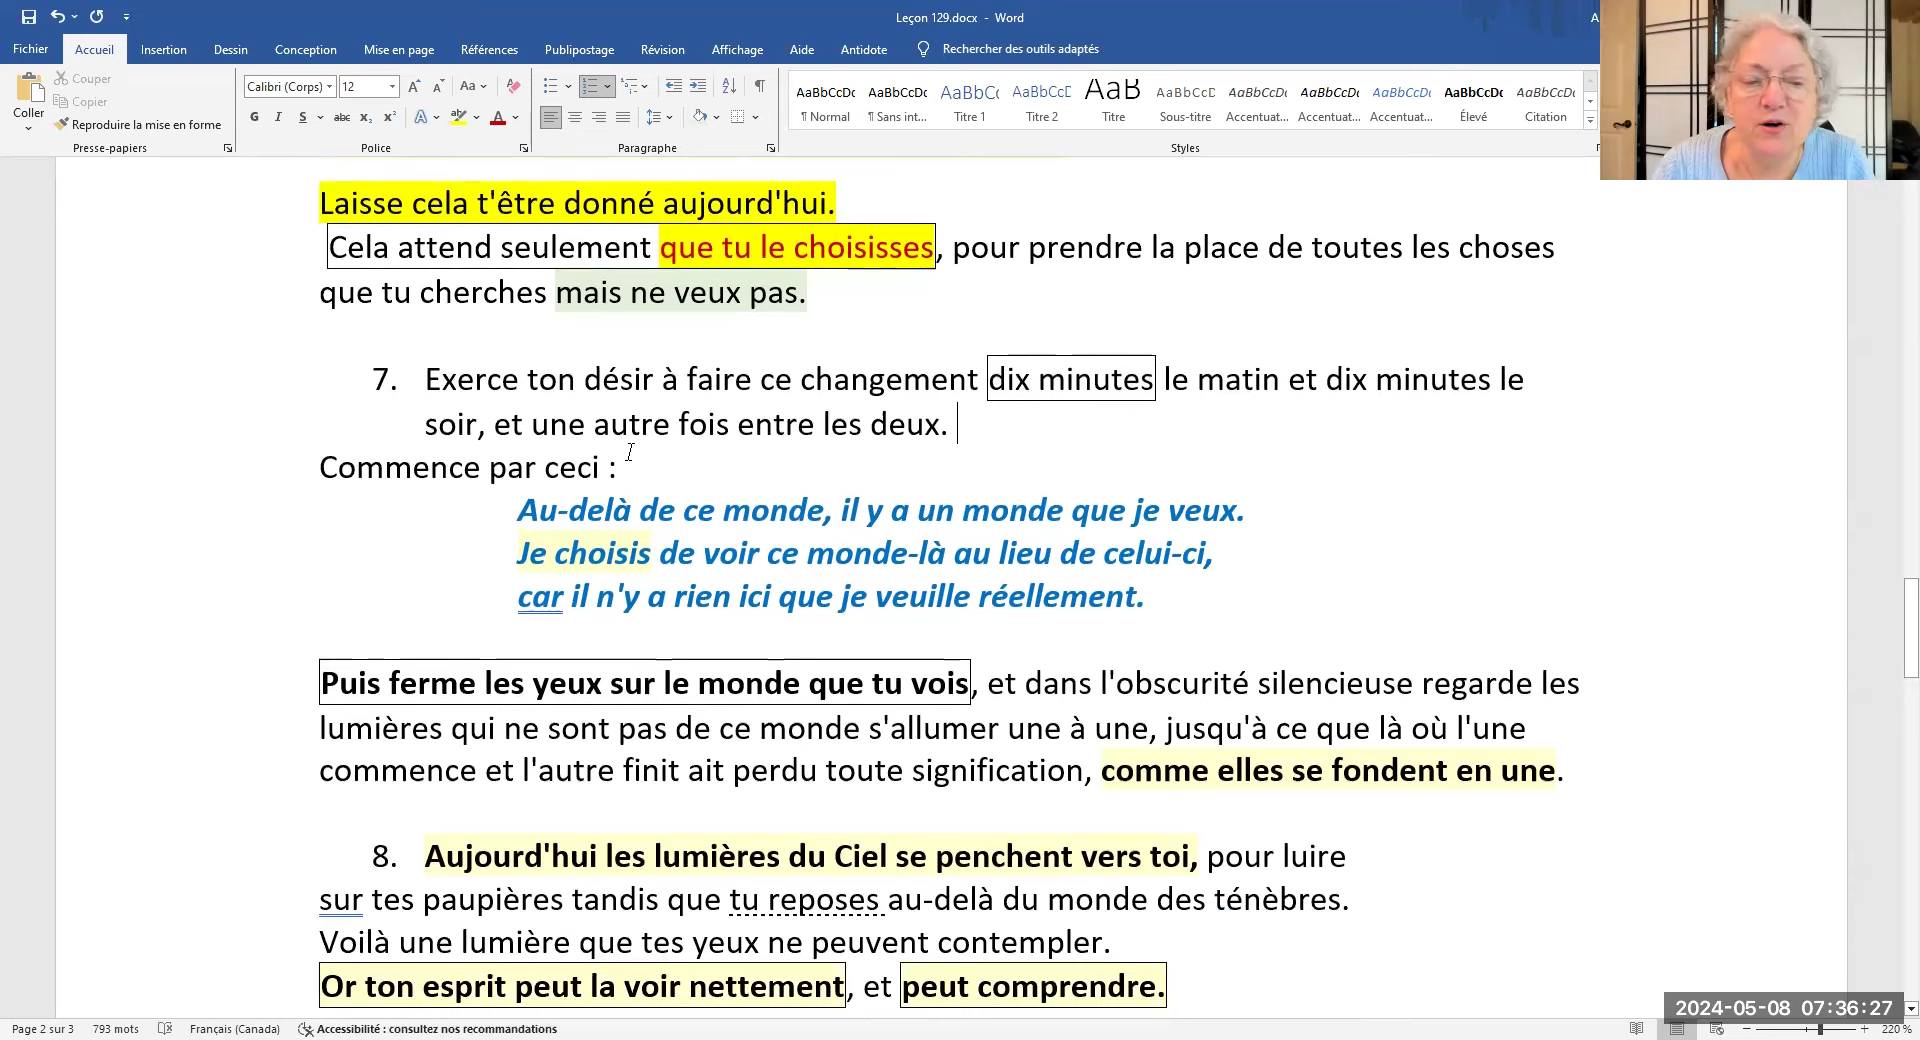 Leçon 129.docx - Word
A
Fichier Accueil Insertion Dessin Conception Mise en page Références Publipostage Révision Affichage Aide Antidote Rechercher des outils adaptés
Coller
Couper
Copier
Reproduire la mise en forme
Presse-papiers
Calibri (Corps) 12
Police
Paragraphe
AaBbCcDc AaBbCcDc AaBbCc AaBbCcD AaB AaBbCcD AaBbCcDc AaBbCcDc AaBbCcDc AaBbCcDc AaBbCcDc
¶ Normal ¶ Sans int... Titre 1 Titre 2 Titre Sous-titre Accentuat... Accentuat... Accentuat... Élevé Citation
Styles
Laisse cela t'être donné aujourd'hui.
Cela attend seulement que tu le choisisses, pour prendre la place de toutes les choses
que tu cherches mais ne veux pas.
7. Exerce ton désir à faire ce changement dix minutes le matin et dix minutes le
soir, et une autre fois entre les deux.
Commence par ceci :
Au-delà de ce monde, il y a un monde que je veux.
Je choisis de voir ce monde-là au lieu de celui-ci,
car il n'y a rien ici que je veuille réellement.
Puis ferme les yeux sur le monde que tu vois, et dans l'obscurité silencieuse regarde les
lumières qui ne sont pas de ce monde s'allumer une à une, jusqu'à ce que là où l'une
commence et l'autre finit ait perdu toute signification, comme elles se fondent en une.
8. Aujourd'hui les lumières du Ciel se penchent vers toi, pour luire
sur tes paupières tandis que tu reposes au-delà du monde des ténèbres.
Voilà une lumière que tes yeux ne peuvent contempler.
Or ton esprit peut la voir nettement, et peut comprendre.
2024-05-08 07:36:27
Page 2 sur 3 793 mots Français (Canada) Accessibilité : consultez nos recommandations 220 %